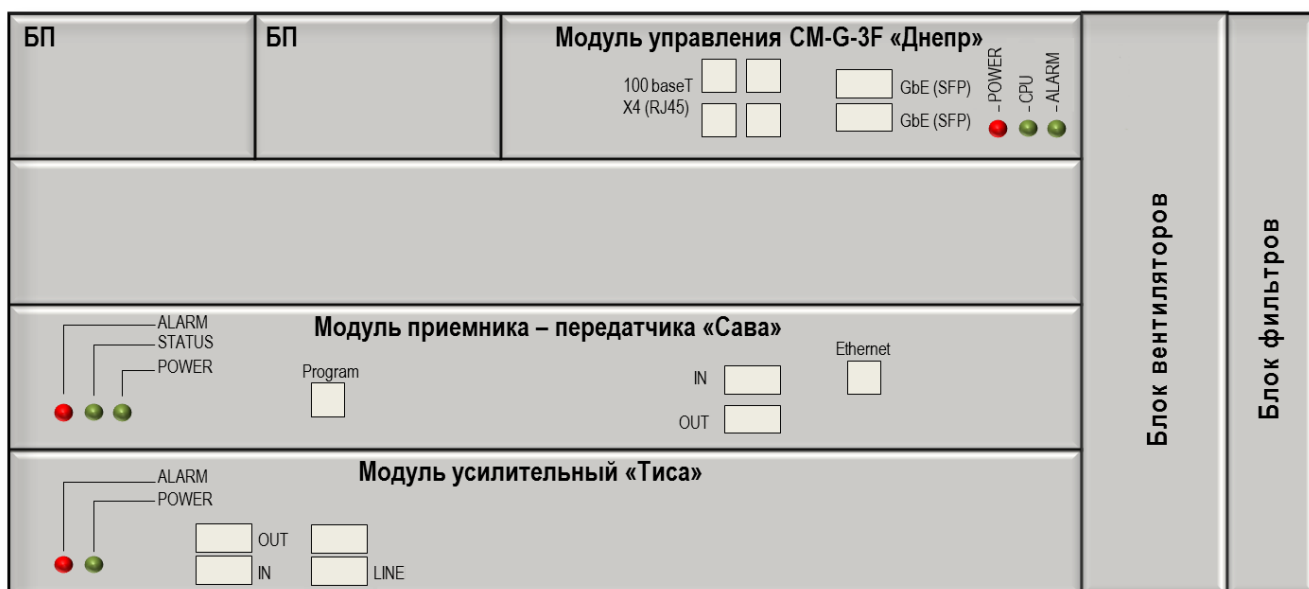 БП
БП
Модуль управления CM-G-3F «Днепр»
100 baseT
X4 (RJ45)
GbE (SFP)
GbE (SFP)
POWER
CPU
ALARM
ALARM
STATUS
POWER
Модуль приемника – передатчика «Сава»
Program
IN
OUT
Ethernet
ALARM
POWER
Модуль усилительный «Тиса»
OUT
IN
LINE
Блок вентиляторов
Блок фильтров